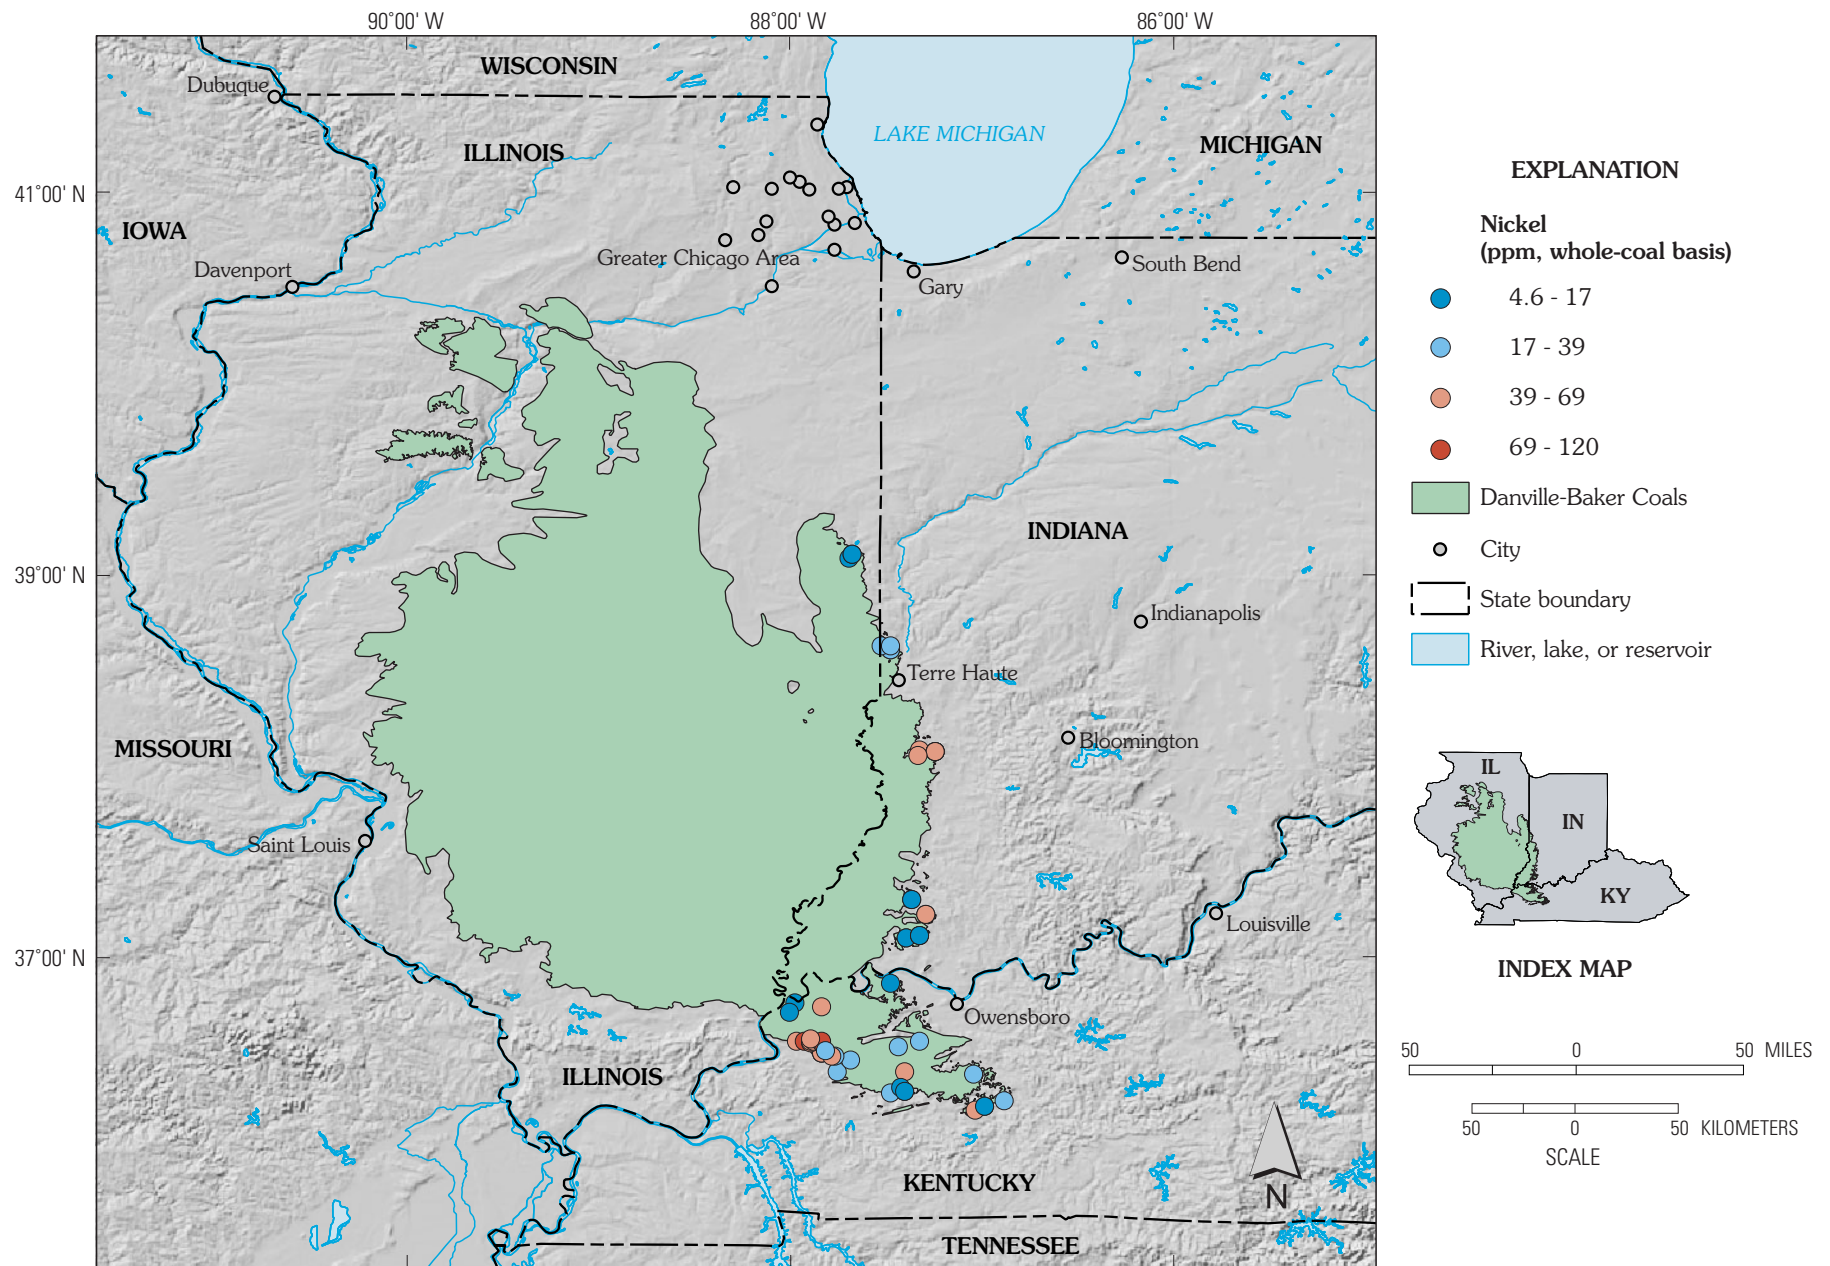 90°00' W
88°00' W
86°00' W
WISCONSIN
Dubuque
LAKE MICHIGAN
MICHIGAN
ILLINOIS
41°00' N
IOWA
Greater Chicago Area
Davenport
South Bend
Gary
INDIANA
39°00' N
Indianapolis
Terre Haute
MISSOURI
Bloomington
Saint Louis
Louisville
37°00' N
Owensboro
ILLINOIS
KENTUCKY
N
TENNESSEE
EXPLANATION
Nickel
(ppm, whole-coal basis)
4.6 - 17
17 - 39
39 - 69
69 - 120
Danville-Baker Coals
City
State boundary
River, lake, or reservoir
IL
IN
KY
INDEX MAP
50 0 50 MILES
50 0 50 KILOMETERS
SCALE